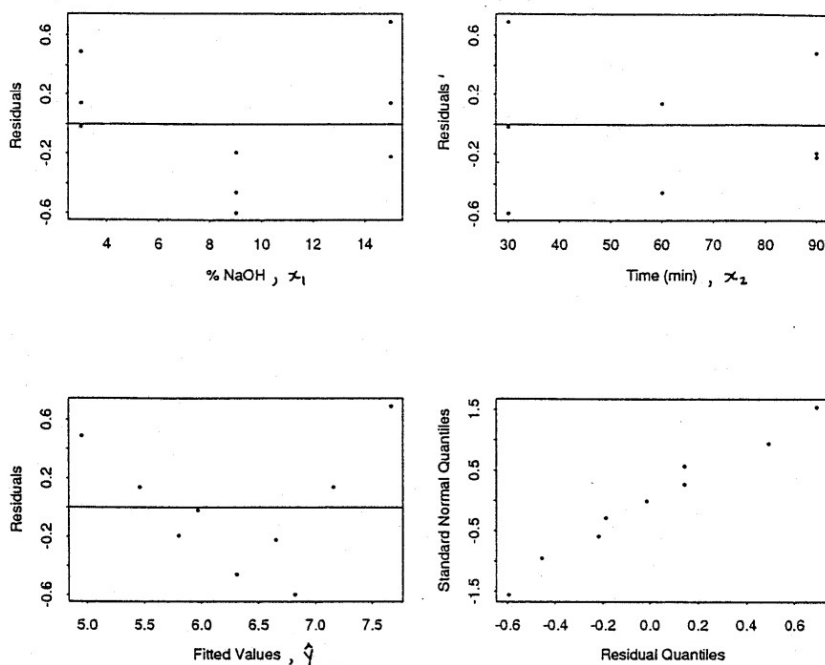 0.6
0.2
-0.2
-0.6
Residuals
4 6 8 10 12 14
% NaOH , x₁
0.6
0.2
-0.2
-0.6
Residuals '
30 40 50 60 70 80 90
Time (min) , x₂
0.6
0.2
-0.2
-0.6
Residuals
5.0 5.5 6.0 6.5 7.0 7.5
Fitted Values , ŷ
1.5
0.5
-0.5
-1.5
Standard Normal Quantiles
-0.6 -0.2 0.0 0.2 0.4 0.6
Residual Quantiles